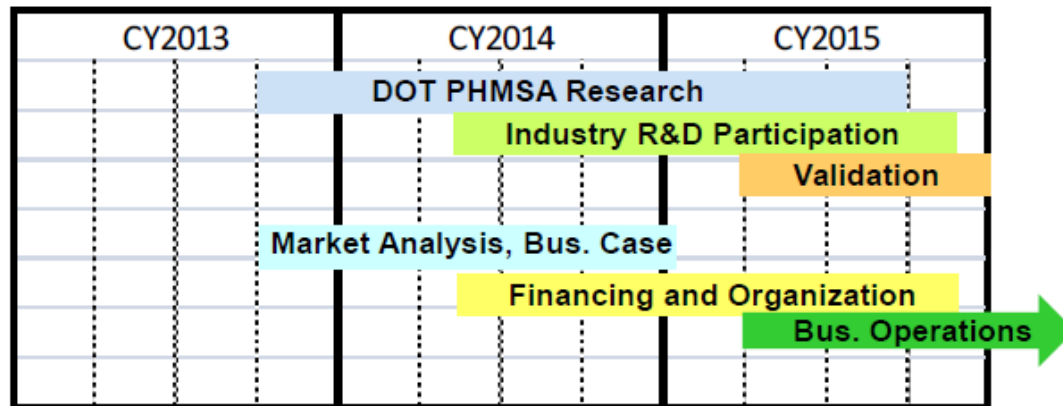 CY2013 CY2014 CY2015
DOT PHMSA Research
Industry R&D Participation
Validation
Market Analysis, Bus. Case
Financing and Organization
Bus. Operations